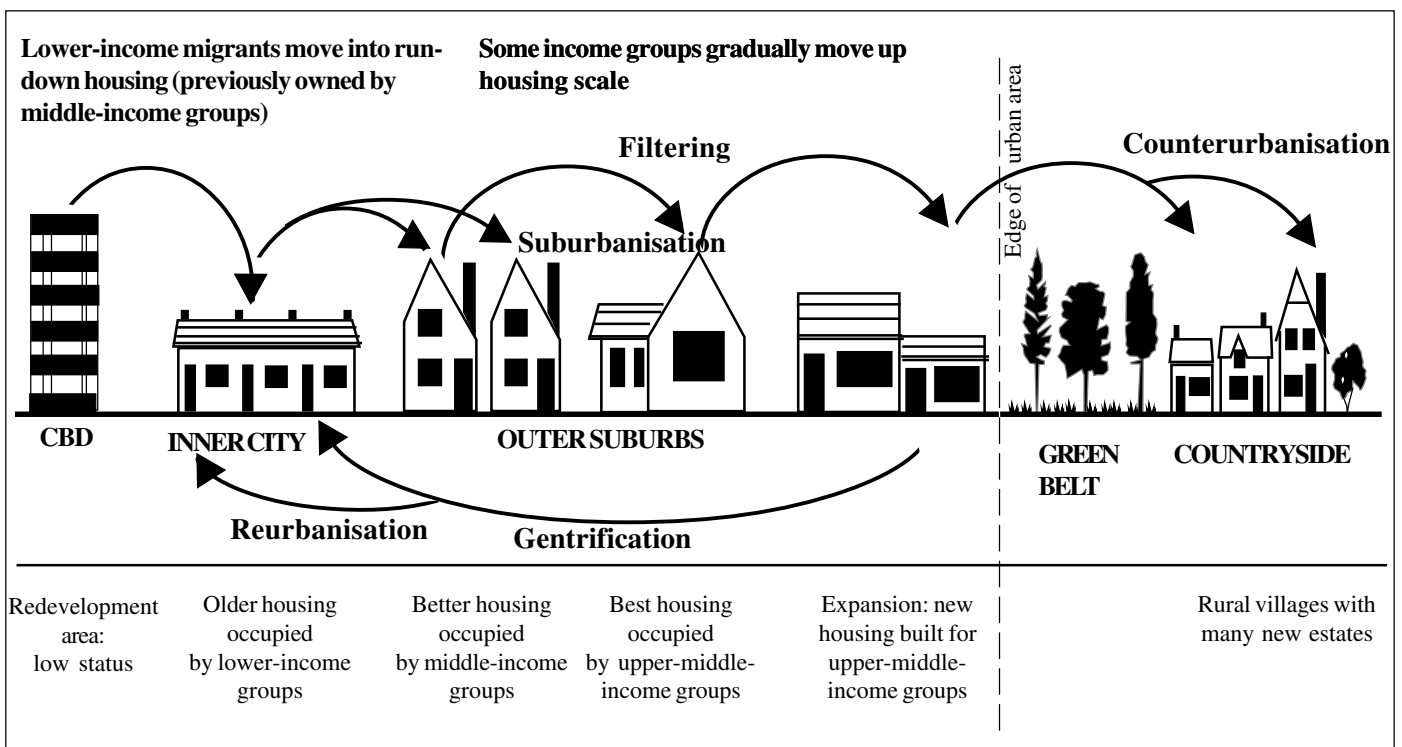 Lower-income migrants move into run-
down housing (previously owned by
middle-income groups)
Some income groups gradually move up
housing scale
Edge of urban area
Filtering
Counterurbanisation
Suburbanisation
CBD
INNER CITY
OUTER SUBURBS
GREEN
BELT
COUNTRYSIDE
Reurbanisation
Gentrification
Redevelopment
area:
low status
Older housing
occupied
by lower-income
groups
Better housing
occupied
by middle-income
groups
Best housing
occupied
by upper-middle-
income groups
Expansion: new
housing built for
upper-middle-
income groups
Rural villages with
many new estates